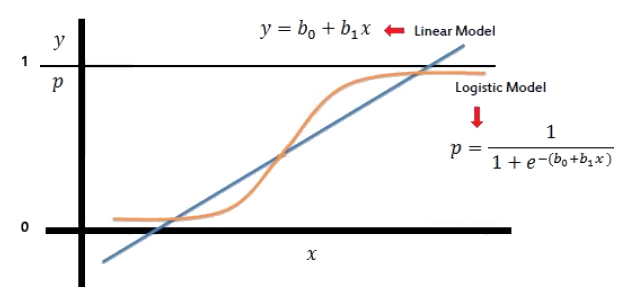 y = b₀ + b₁x
Linear Model
y
1
p
Logistic Model
p = 1 / (1 + e^−(b₀+b₁x))
0
x